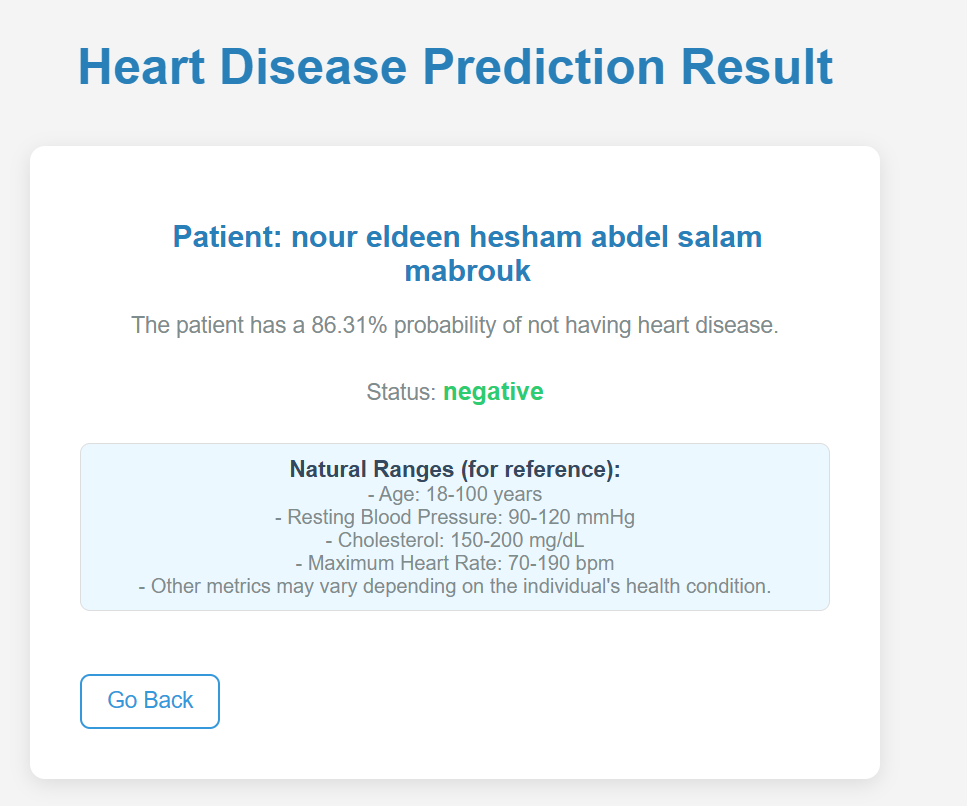 Heart Disease Prediction Result
Patient: nour eldeen hesham abdel salam
mabrouk
The patient has a 86.31% probability of not having heart disease.
Status: negative
Natural Ranges (for reference):
- Age: 18-100 years
- Resting Blood Pressure: 90-120 mmHg
- Cholesterol: 150-200 mg/dL
- Maximum Heart Rate: 70-190 bpm
- Other metrics may vary depending on the individual's health condition.
Go Back